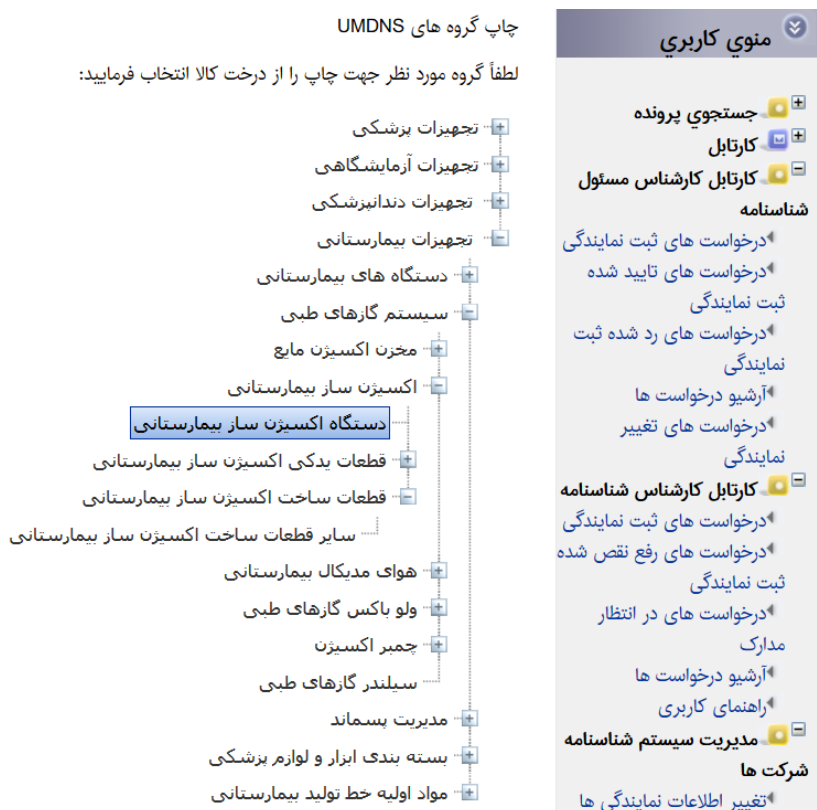 منوي کاربري
جستجوي پرونده
کارتابل
کارتابل کارشناس مسئول
شناسنامه
درخواست های ثبت نمایندگی
درخواست های تایید شده
ثبت نمایندگی
درخواست های رد شده ثبت
نمایندگی
آرشیو درخواست ها
درخواست های تغییر
نمایندگی
کارتابل کارشناس شناسنامه
درخواست های ثبت نمایندگی
درخواست های رفع نقص شده
ثبت نمایندگی
درخواست های در انتظار
مدارک
آرشیو درخواست ها
راهنمای کاربری
مدیریت سیستم شناسنامه
شرکت ها
تغییر اطلاعات نمایندگی ها
چاپ گروه های UMDNS
لطفاً گروه مورد نظر جهت چاپ را از درخت کالا انتخاب فرمایید:
تجهیزات پزشکی
تجهیزات آزمایشگاهی
تجهیزات دندانپزشکی
تجهیزات بیمارستانی
دستگاه های بیمارستانی
سیستم گازهای طبی
مخزن اکسیژن مایع
اکسیژن ساز بیمارستانی
دستگاه اکسیژن ساز بیمارستانی
قطعات یدکی اکسیژن ساز بیمارستانی
قطعات ساخت اکسیژن ساز بیمارستانی
سایر قطعات ساخت اکسیژن ساز بیمارستانی
هوای مدیکال بیمارستانی
ولو باکس گازهای طبی
چمبر اکسیژن
سیلندر گازهای طبی
مدیریت پسماند
بسته بندی ابزار و لوازم پزشکی
مواد اولیه خط تولید بیمارستانی